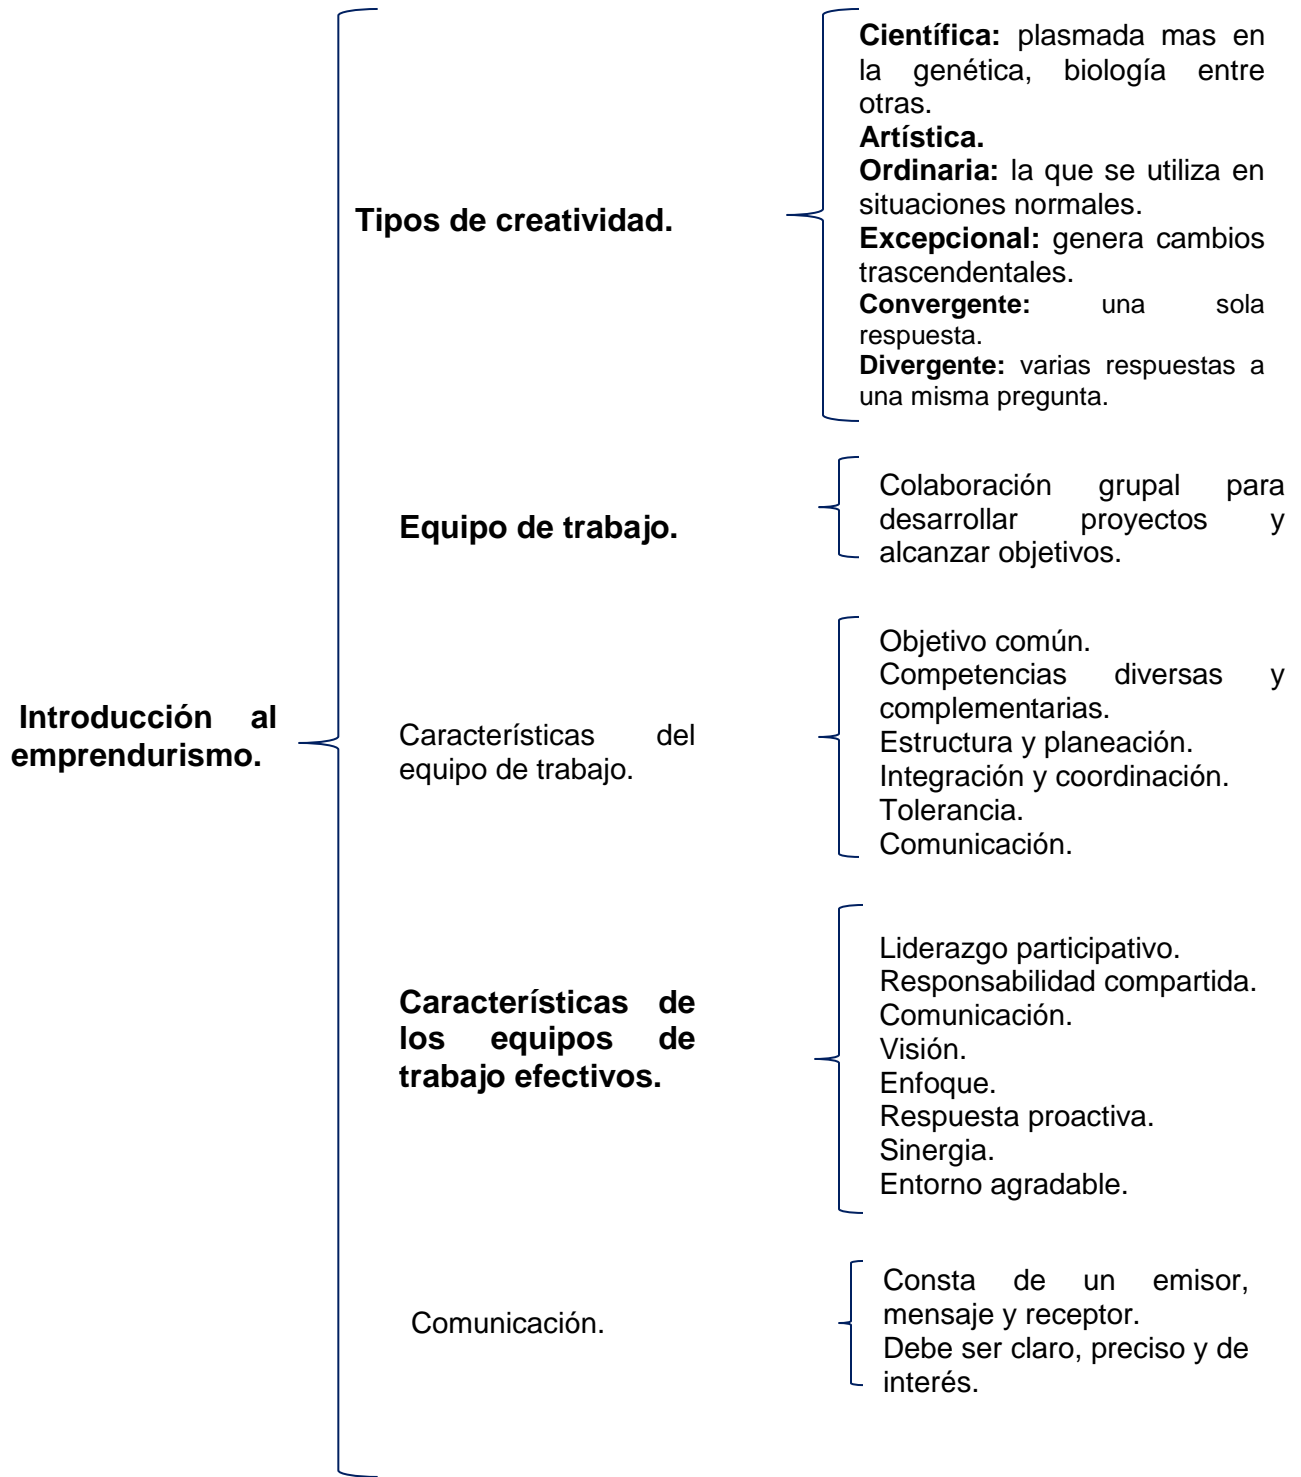 Introducción al
emprendurismo.
Tipos de creatividad.
Científica: plasmada mas en
la genética, biología entre
otras.
Artística.
Ordinaria: la que se utiliza en
situaciones normales.
Excepcional: genera cambios
trascendentales.
Convergente: una sola
respuesta.
Divergente: varias respuestas a
una misma pregunta.
Equipo de trabajo.
Colaboración grupal para
desarrollar proyectos y
alcanzar objetivos.
Características del
equipo de trabajo.
Objetivo común.
Competencias diversas y
complementarias.
Estructura y planeación.
Integración y coordinación.
Tolerancia.
Comunicación.
Características de
los equipos de
trabajo efectivos.
Liderazgo participativo.
Responsabilidad compartida.
Comunicación.
Visión.
Enfoque.
Respuesta proactiva.
Sinergia.
Entorno agradable.
Comunicación.
Consta de un emisor,
mensaje y receptor.
Debe ser claro, preciso y de
interés.